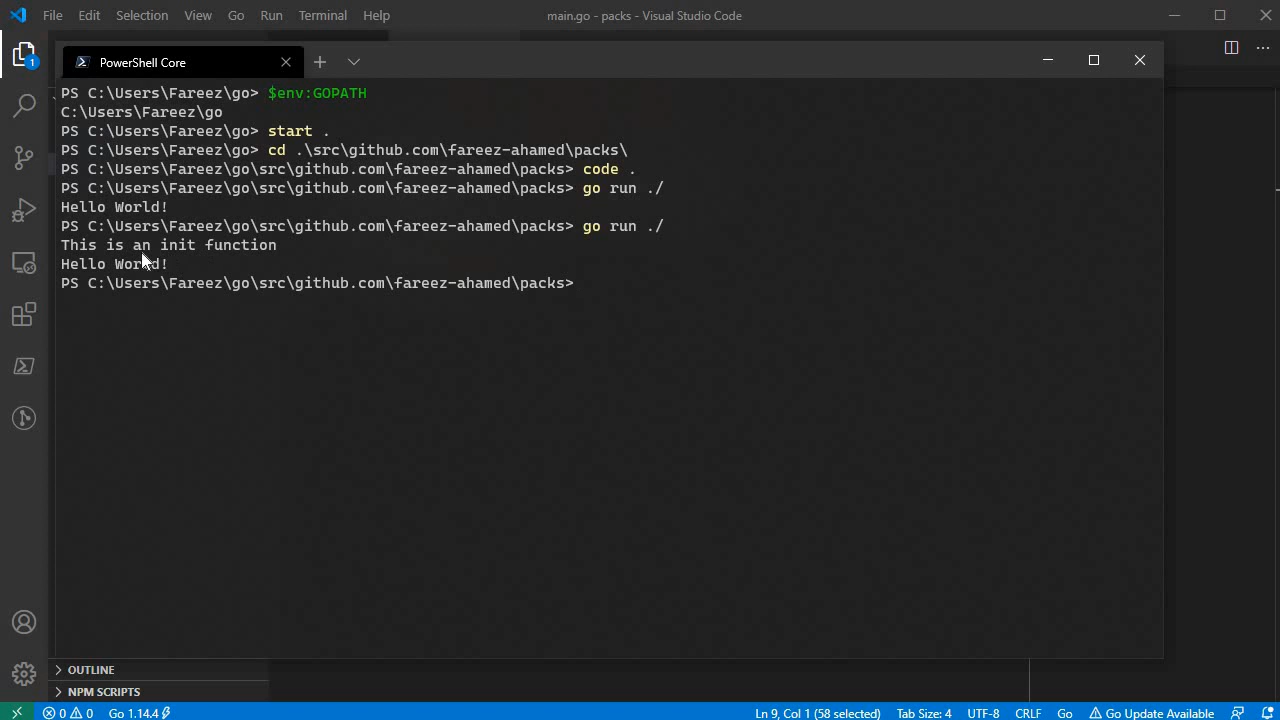 File Edit Selection View Go Run Terminal Help main.go - packs - Visual Studio Code
1
PowerShell Core
PS C:\Users\Fareez\go> $env:GOPATH
C:\Users\Fareez\go
PS C:\Users\Fareez\go> start .
PS C:\Users\Fareez\go> cd .\src\github.com\fareez-ahamed\packs\
PS C:\Users\Fareez\go\src\github.com\fareez-ahamed\packs> code .
PS C:\Users\Fareez\go\src\github.com\fareez-ahamed\packs> go run ./
Hello World!
PS C:\Users\Fareez\go\src\github.com\fareez-ahamed\packs> go run ./
This is an init function
Hello World!
PS C:\Users\Fareez\go\src\github.com\fareez-ahamed\packs>
OUTLINE
NPM SCRIPTS
0 0 Go 1.14.4 Ln 9, Col 1 (58 selected) Tab Size: 4 UTF-8 CRLF Go Go Update Available